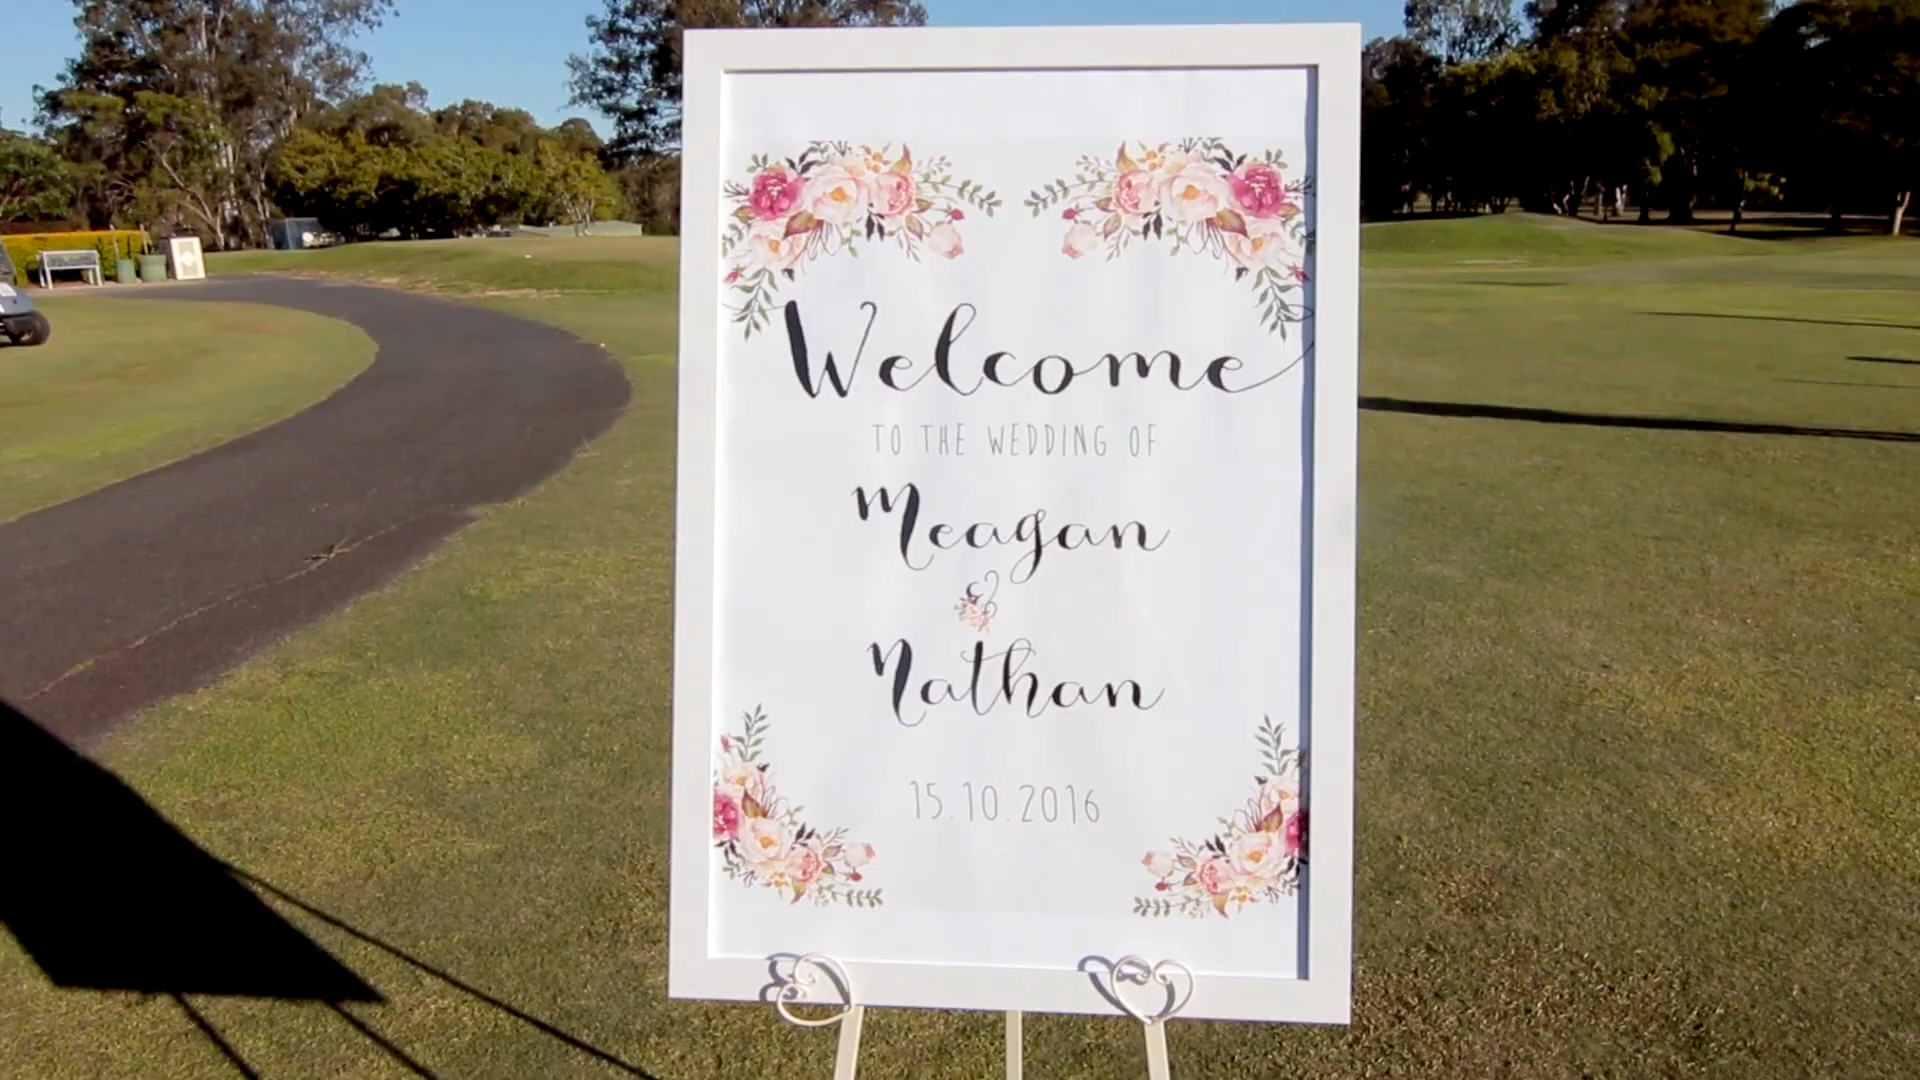 Welcome
TO THE WEDDING OF
Meagan
&
Nathan
15.10.2016